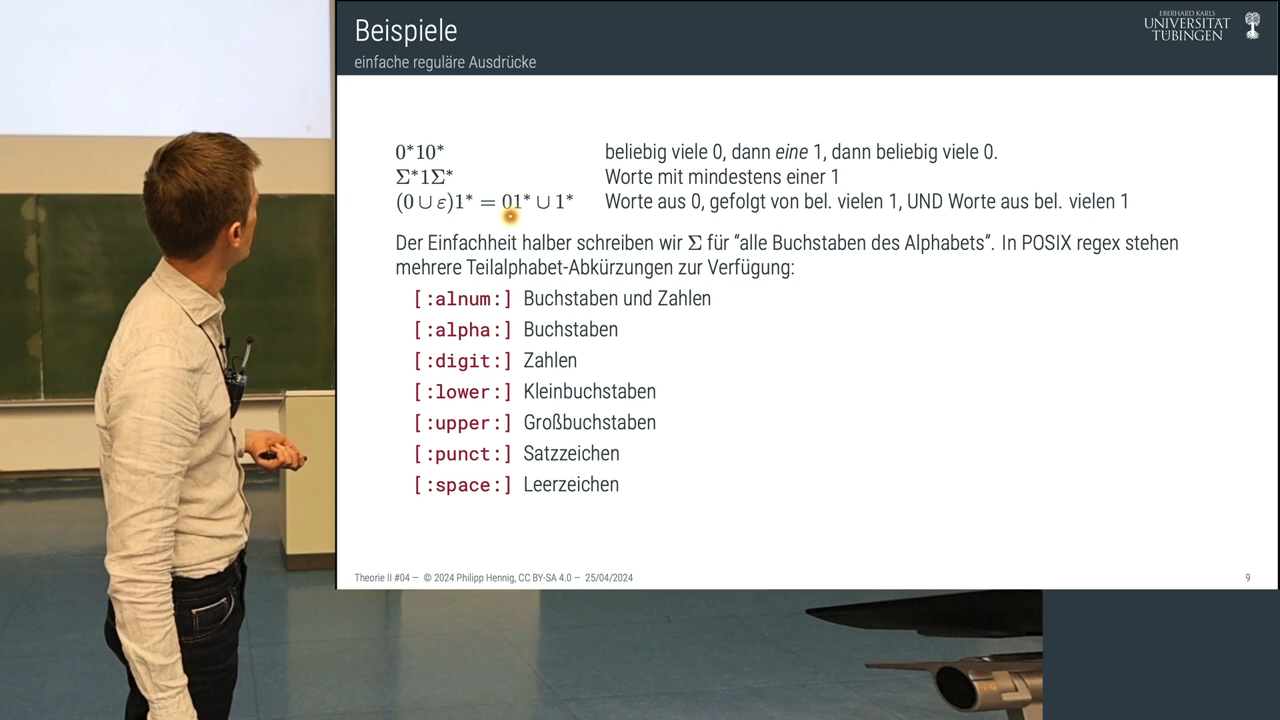 Beispiele
einfache reguläre Ausdrücke
EBERHARD KARLS
UNIVERSITÄT
TÜBINGEN
0*10* beliebig viele 0, dann eine 1, dann beliebig viele 0.
Σ*1Σ* Worte mit mindestens einer 1
(0 ∪ ε)1* = 01* ∪ 1* Worte aus 0, gefolgt von bel. vielen 1, UND Worte aus bel. vielen 1
Der Einfachheit halber schreiben wir Σ für “alle Buchstaben des Alphabets”. In POSIX regex stehen
mehrere Teilalphabet-Abkürzungen zur Verfügung:
[:alnum:] Buchstaben und Zahlen
[:alpha:] Buchstaben
[:digit:] Zahlen
[:lower:] Kleinbuchstaben
[:upper:] Großbuchstaben
[:punct:] Satzzeichen
[:space:] Leerzeichen
Theorie II #04 — © 2024 Philipp Hennig, CC BY-SA 4.0 — 25/04/2024 9